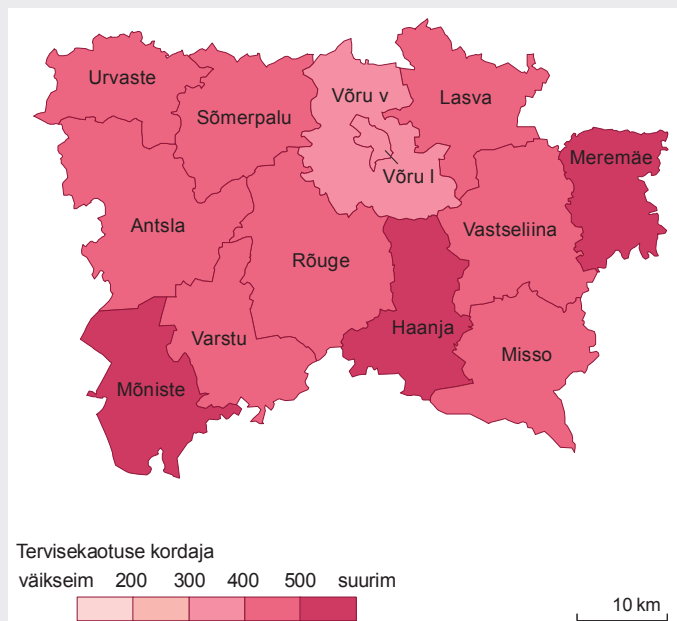 Urvaste
Võru v
Lasva
Sõmerpalu
Meremäe
Võru l
Antsla
Vastseliina
Rõuge
Haanja
Varstu
Misso
Mõniste
Tervisekaotuse kordaja
väikseim 200 300 400 500 suurim
10 km